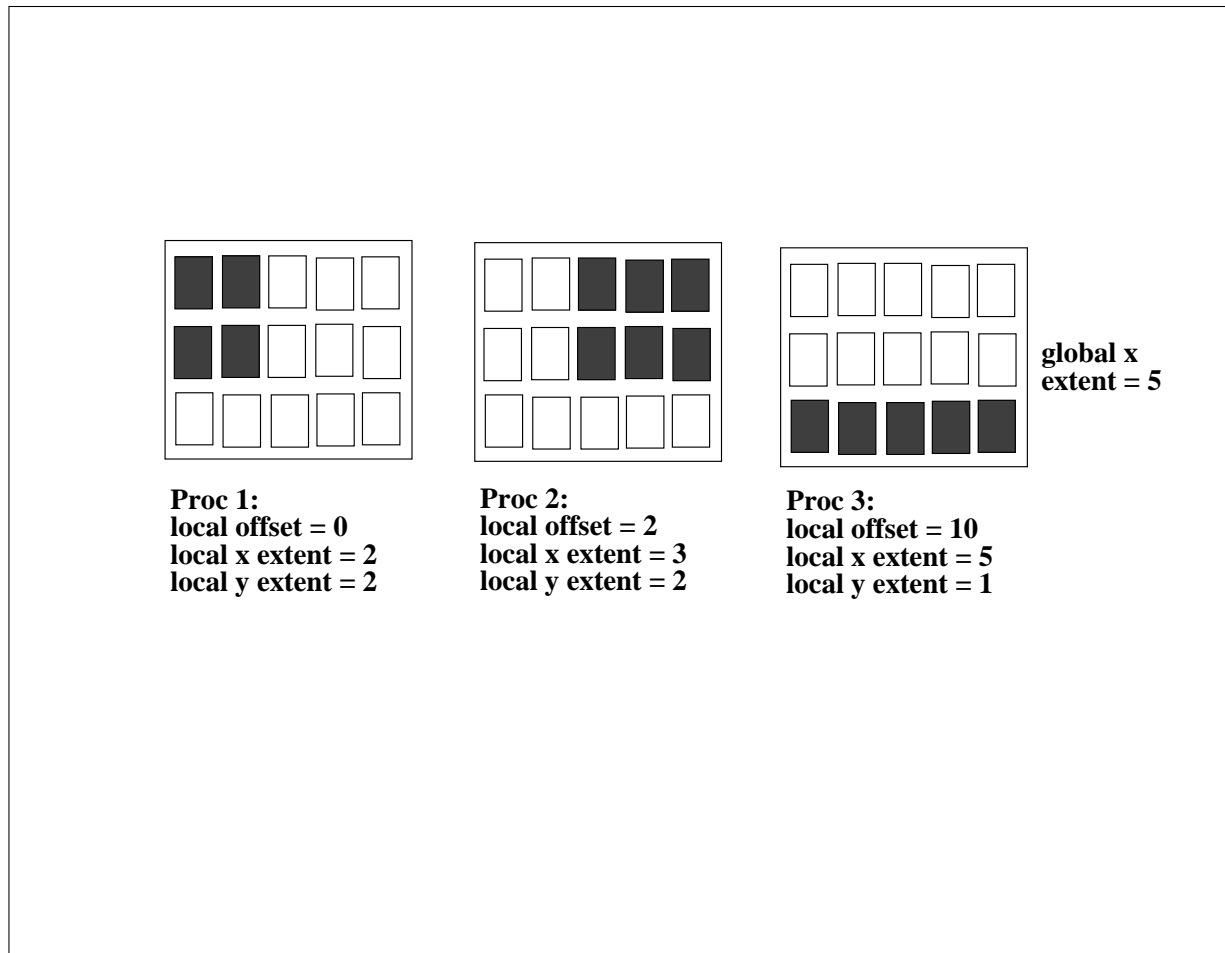 global x
extent = 5
Proc 1:
local offset = 0
local x extent = 2
local y extent = 2
Proc 2:
local offset = 2
local x extent = 3
local y extent = 2
Proc 3:
local offset = 10
local x extent = 5
local y extent = 1